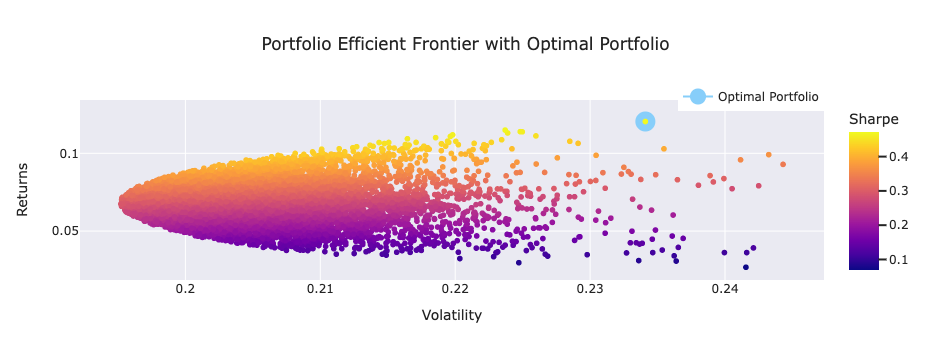 Portfolio Efficient Frontier with Optimal Portfolio
Optimal Portfolio
Sharpe
0.4
0.3
0.2
0.1
Returns
0.1
0.05
0.2
0.21
0.22
0.23
0.24
Volatility